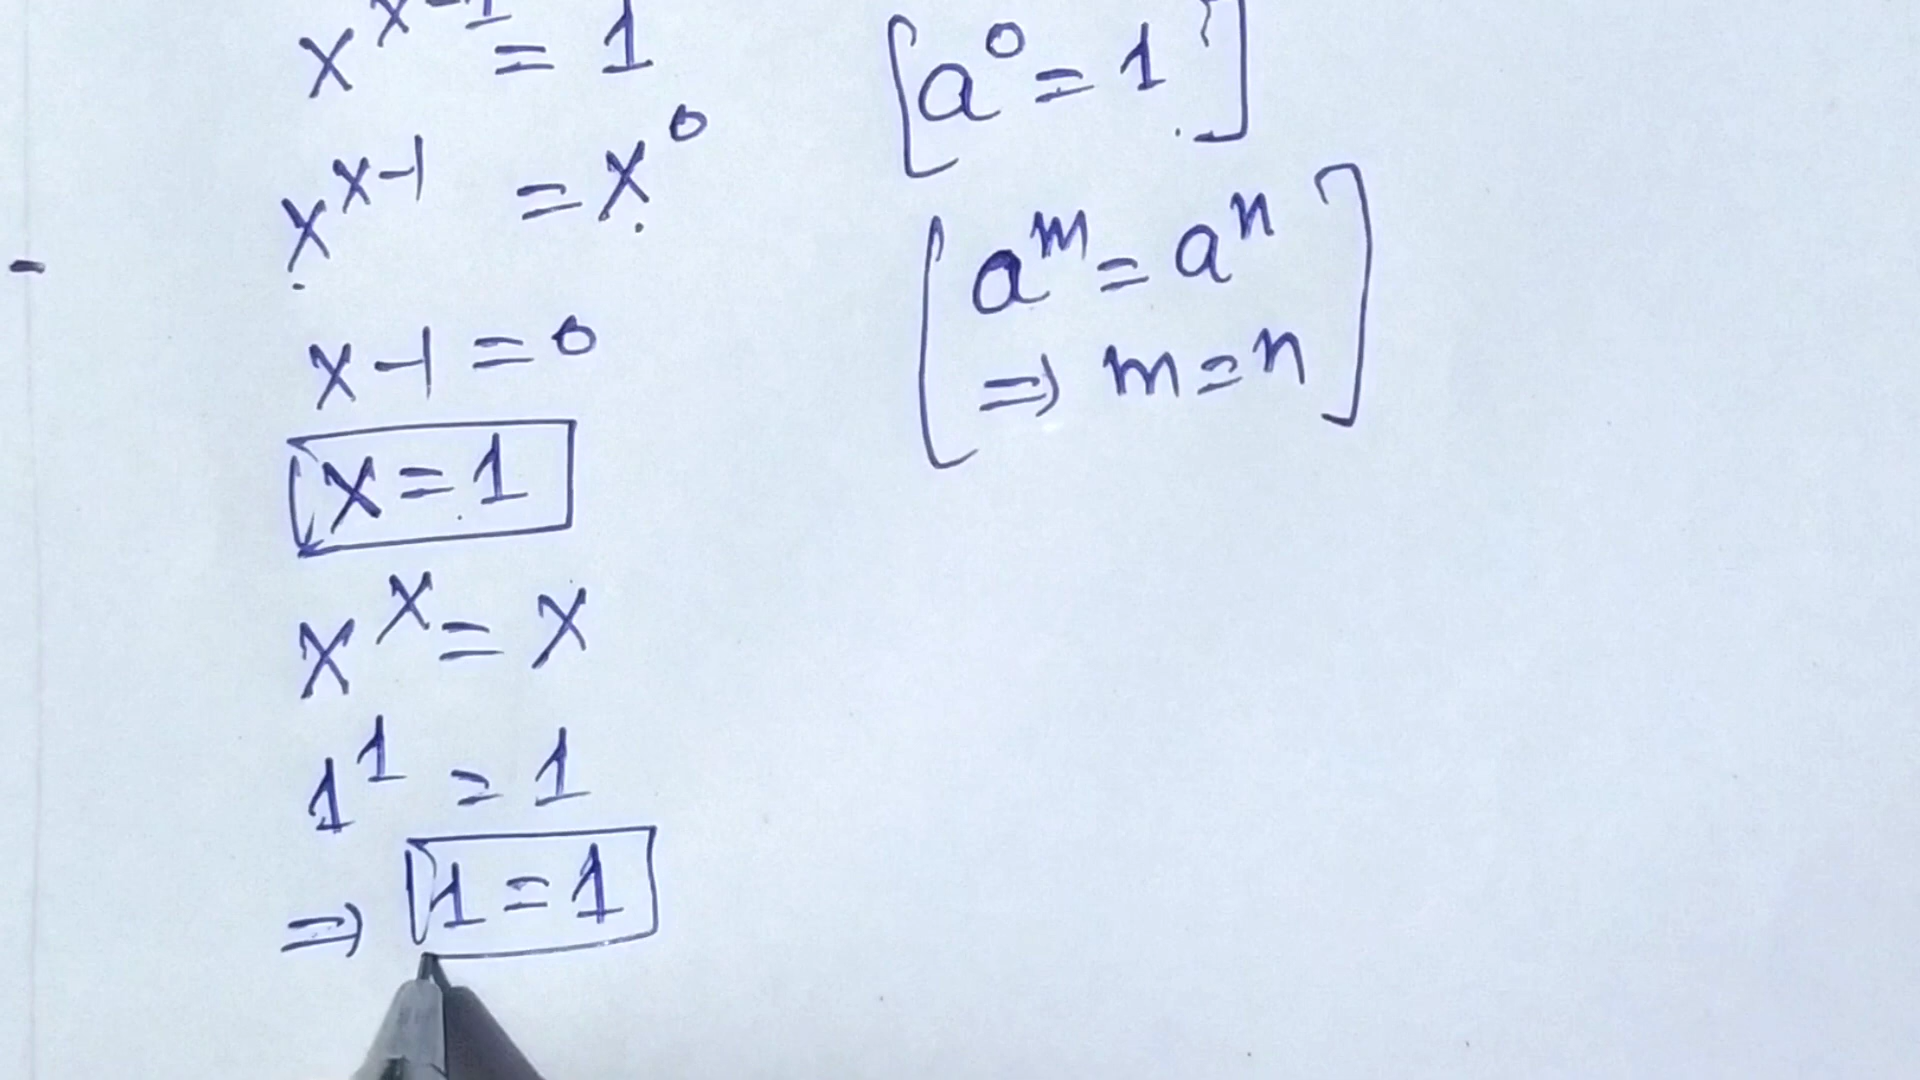 x^{x-1} = 1 [a^0 = 1]
x^{x-1} = x^0 [a^m = a^n
x-1 = 0 ⇒ m = n]
x = 1
x^x = x
1^1 = 1
⇒ 1 = 1